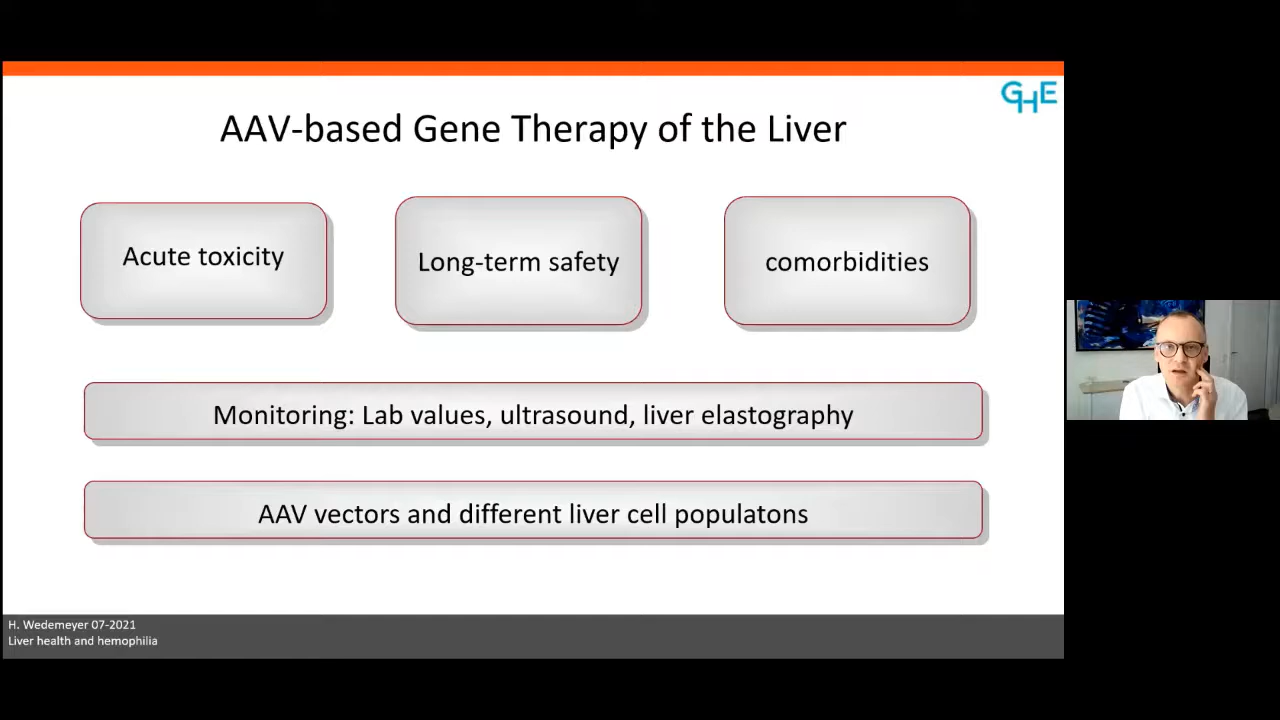 GHE
AAV-based Gene Therapy of the Liver
Acute toxicity
Long-term safety
comorbidities
Monitoring: Lab values, ultrasound, liver elastography
AAV vectors and different liver cell populatons
H. Wedemeyer 07-2021
Liver health and hemophilia